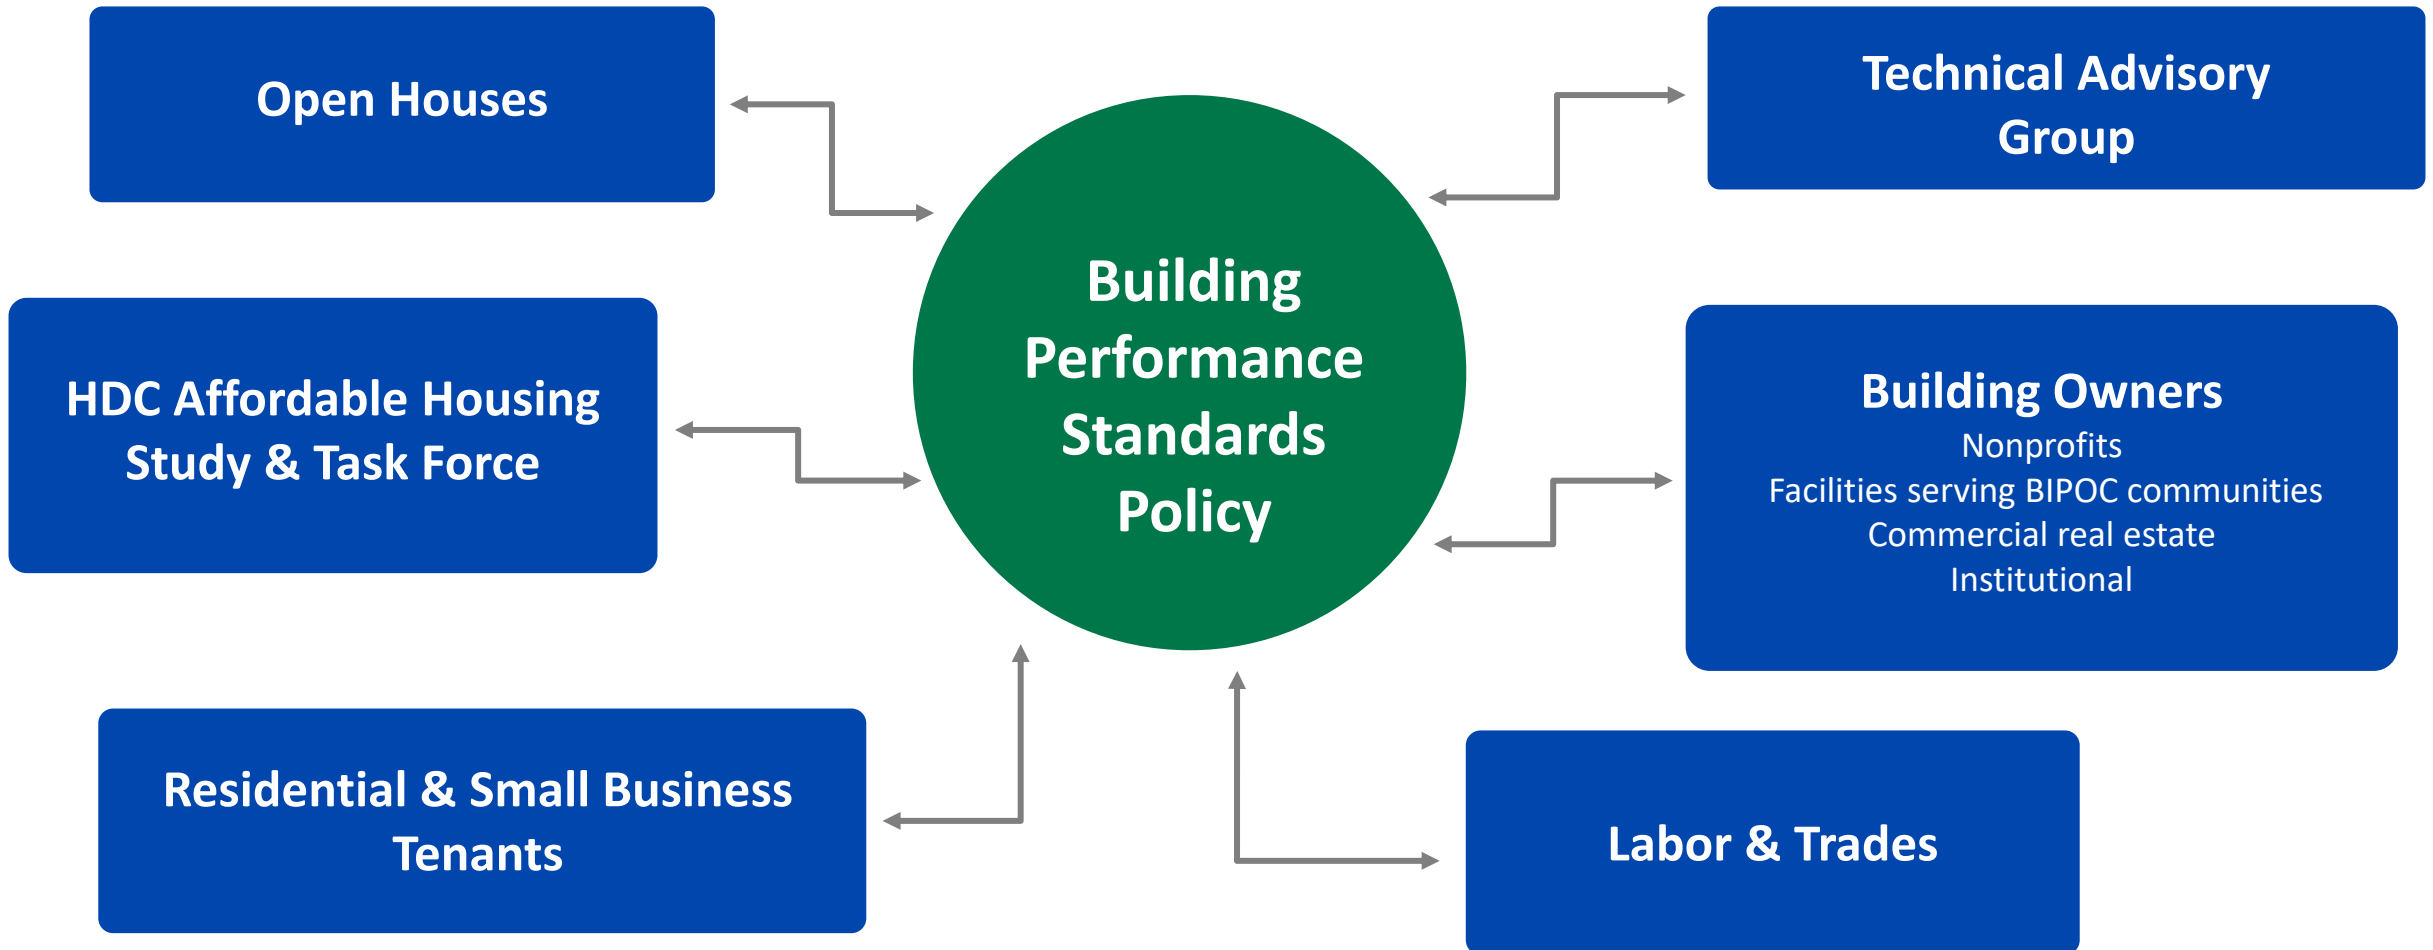 Open Houses
Technical Advisory
Group
Building
Performance
Standards
Policy
HDC Affordable Housing
Study & Task Force
Building Owners
Nonprofits
Facilities serving BIPOC communities
Commercial real estate
Institutional
Residential & Small Business
Tenants
Labor & Trades